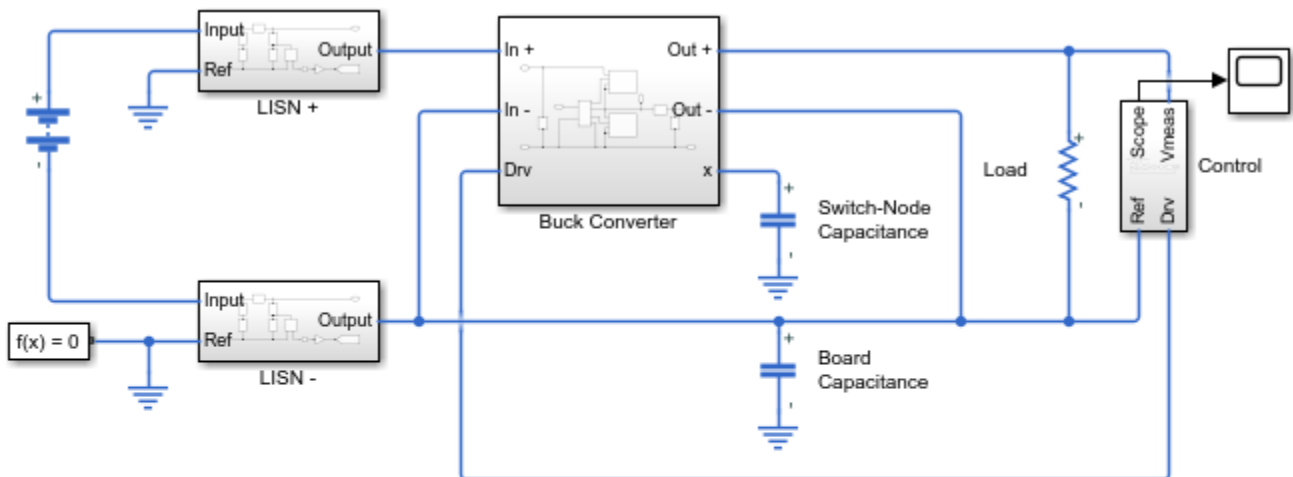 Input
Ref
Output
LISN +
+
-
In +
In -
Drv
Out +
Out -
x
Buck Converter
+
-
Switch-Node
Capacitance
Load
+
-
Scope
Vmeas
Ref
Drv
Control
Input
Ref
Output
LISN -
f(x) = 0
+
-
Board
Capacitance